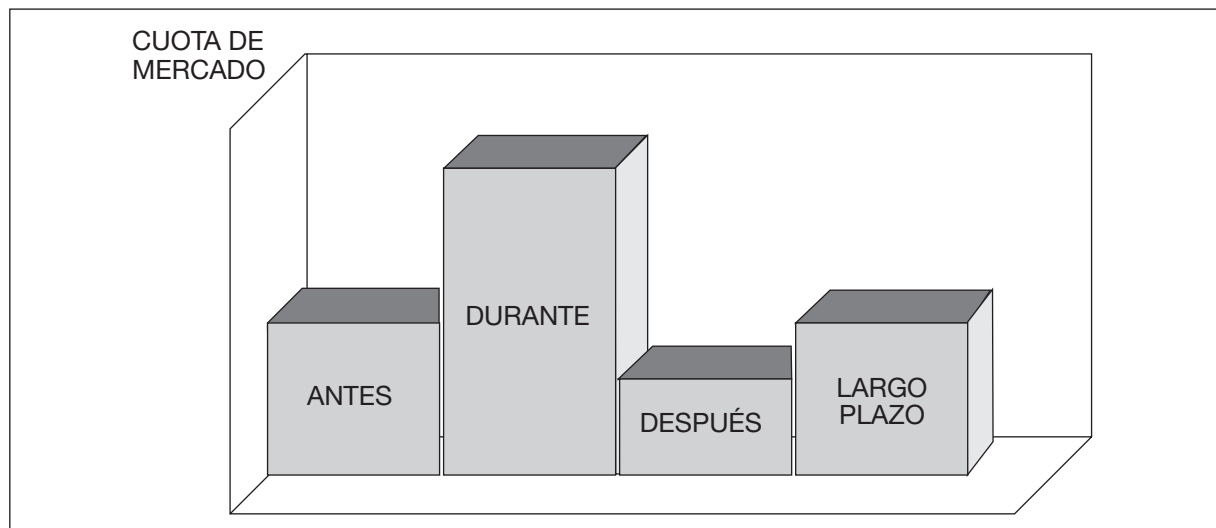 CUOTA DE
MERCADO
ANTES
DURANTE
DESPUÉS
LARGO
PLAZO